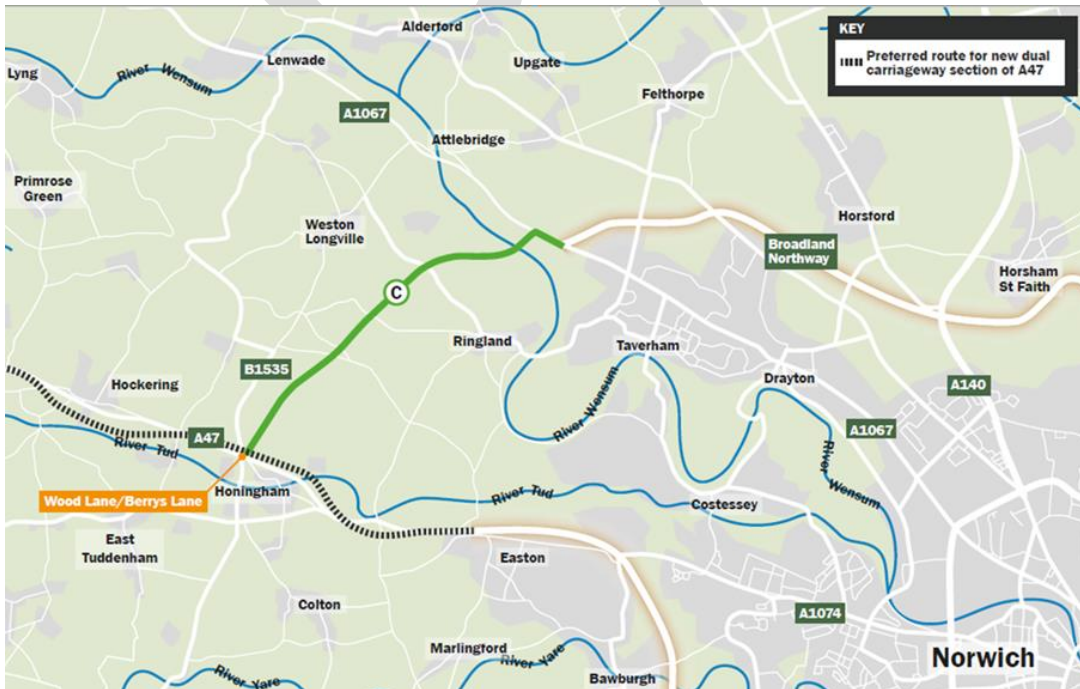 KEY
Preferred route for new dual
carriageway section of A47
Alderford
Lyng
River Wensum
Lenwade
Upgate
Felthorpe
A1067
Attlebridge
Primrose
Green
Weston
Longville
Horsford
Broadland
Northway
Horsham
St Faith
C
Ringland
Taverham
B1535
Hockering
Drayton
A140
River Wensum
A47
River Tud
A1067
River Wensum
Wood Lane/Berrys Lane
Honingham
River Tud
Costessey
East
Tuddenham
Easton
Colton
A1074
Marlingford
River Yare
Norwich
River Yare
Bawburgh